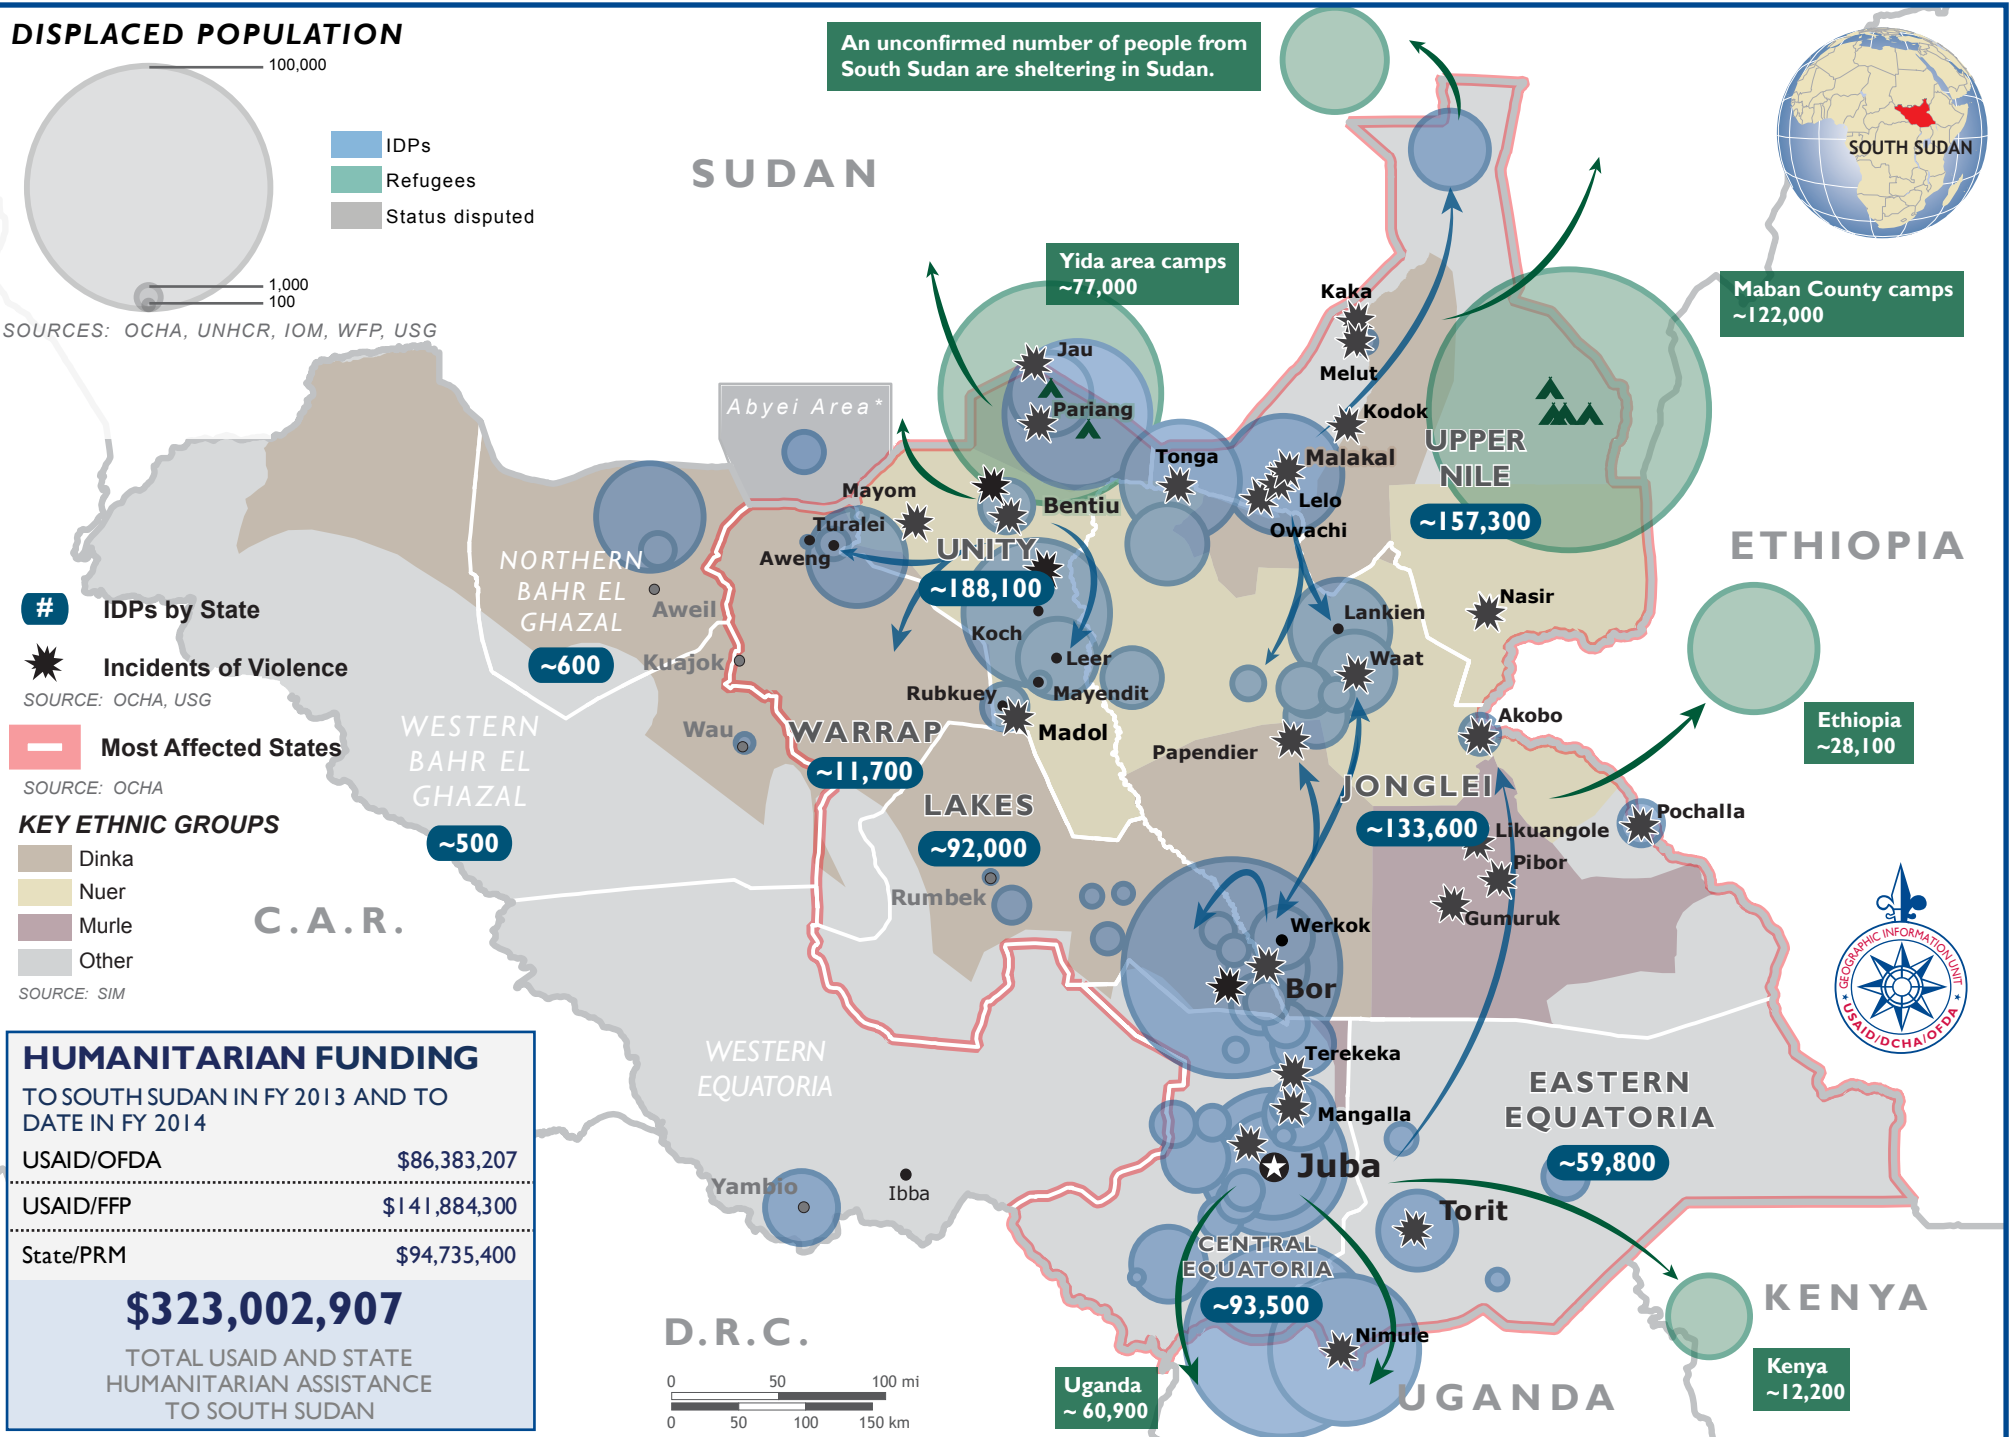 DISPLACED POPULATION
100,000
1,000
100
IDPs
Refugees
Status disputed
SOURCES: OCHA, UNHCR, IOM, WFP, USG
An unconfirmed number of people from
South Sudan are sheltering in Sudan.
SOUTH SUDAN
SUDAN
Yida area camps
~77,000
Maban County camps
~122,000
Kaka
Melut
Jau
Pariang
Kodok
Abyei Area*
UPPER
NILE
~157,300
Tonga
Malakal
Lelo
Owachi
Mayom
Bentiu
Turalei
Aweng
UNITY
~188,100
ETHIOPIA
NORTHERN
BAHR EL
GHAZAL
~600
Aweil
Kuajok
Koch
Leer
Mayendit
Rubkuey
Madol
Lankien
Waat
Nasir
Akobo
Ethiopia
~28,100
#
IDPs by State
Incidents of Violence
SOURCE: OCHA, USG
Most Affected States
SOURCE: OCHA
KEY ETHNIC GROUPS
Dinka
Nuer
Murle
Other
SOURCE: SIM
WESTERN
BAHR EL
GHAZAL
~500
Wau
WARRAP
~11,700
LAKES
~92,000
Rumbek
Papendier
JONGLEI
~133,600
Likuangole
Pochalla
Pibor
Gumuruk
C.A.R.
Werkok
Bor
GEOGRAPHIC INFORMATION UNIT
USAID/DCHA/OFDA
HUMANITARIAN FUNDING
TO SOUTH SUDAN IN FY 2013 AND TO
DATE IN FY 2014
USAID/OFDA $86,383,207
USAID/FFP $141,884,300
State/PRM $94,735,400
$323,002,907
TOTAL USAID AND STATE
HUMANITARIAN ASSISTANCE
TO SOUTH SUDAN
WESTERN
EQUATORIA
Terekeka
Mangalla
Juba
EASTERN
EQUATORIA
~59,800
Yambio
Ibba
Torit
CENTRAL
EQUATORIA
~93,500
Nimule
KENYA
Kenya
~12,200
D.R.C.
0 50 100 mi
0 50 100 150 km
Uganda
~ 60,900
UGANDA